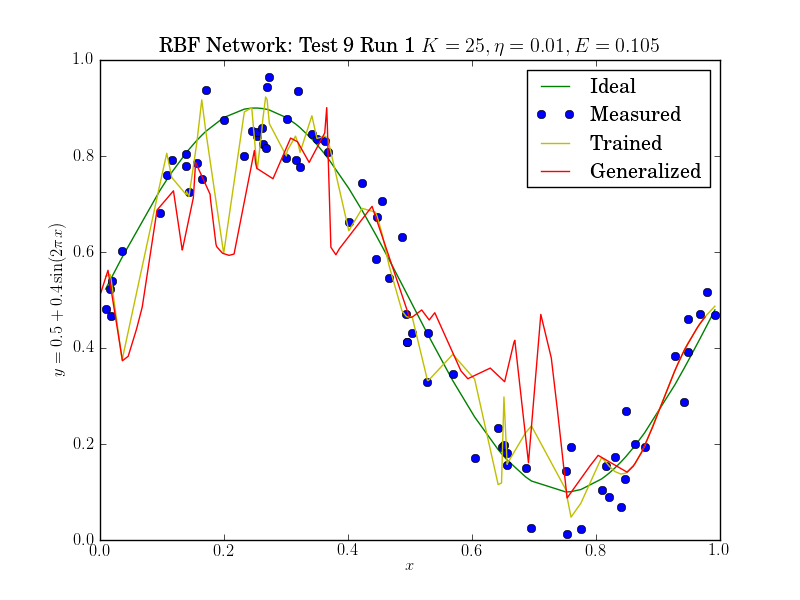 RBF Network: Test 9 Run 1 K = 25, η = 0.01, E = 0.105
Ideal
Measured
Trained
Generalized
y = 0.5 + 0.4 sin(2πx)
1.0
0.8
0.6
0.4
0.2
0.0
0.0 0.2 0.4 0.6 0.8 1.0
x